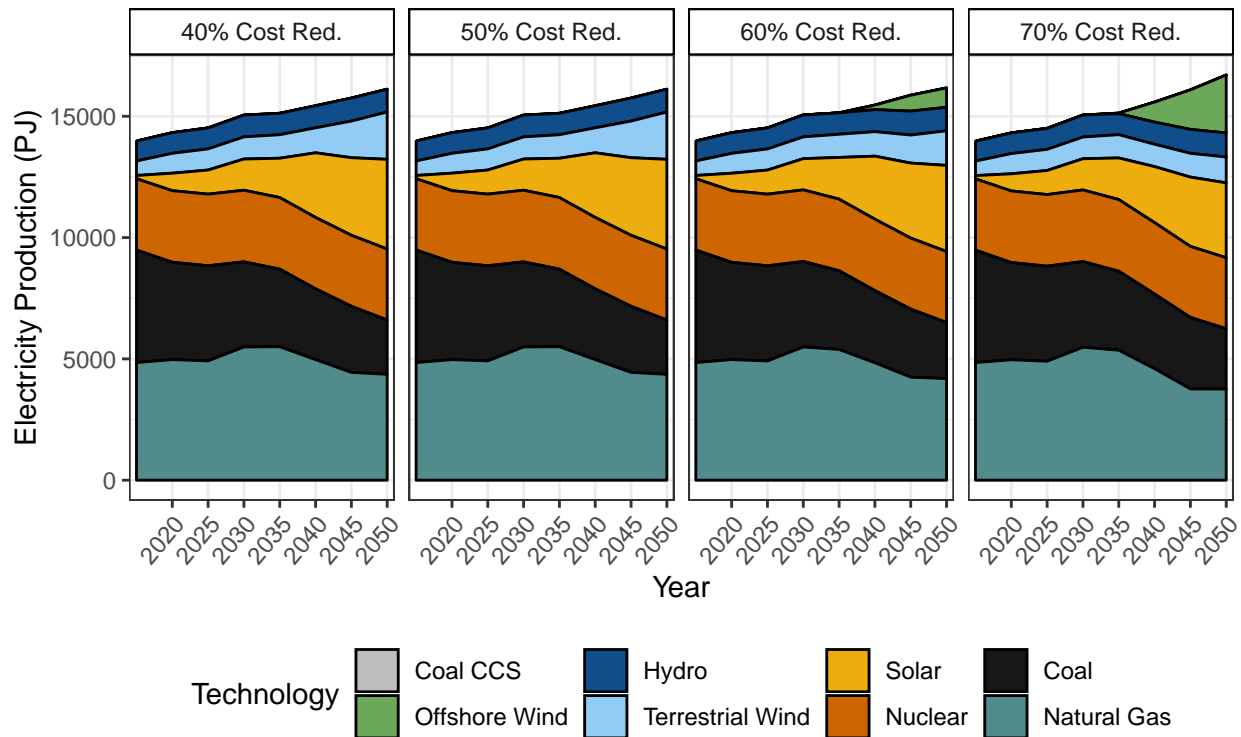 40% Cost Red. 50% Cost Red. 60% Cost Red. 70% Cost Red.
Electricity Production (PJ)
15000
10000
5000
0
2020 2025 2030 2035 2040 2045 2050 2020 2025 2030 2035 2040 2045 2050 2020 2025 2030 2035 2040 2045 2050 2020 2025 2030 2035 2040 2045 2050
Year
Technology
Coal CCS Hydro Solar Coal
Offshore Wind Terrestrial Wind Nuclear Natural Gas